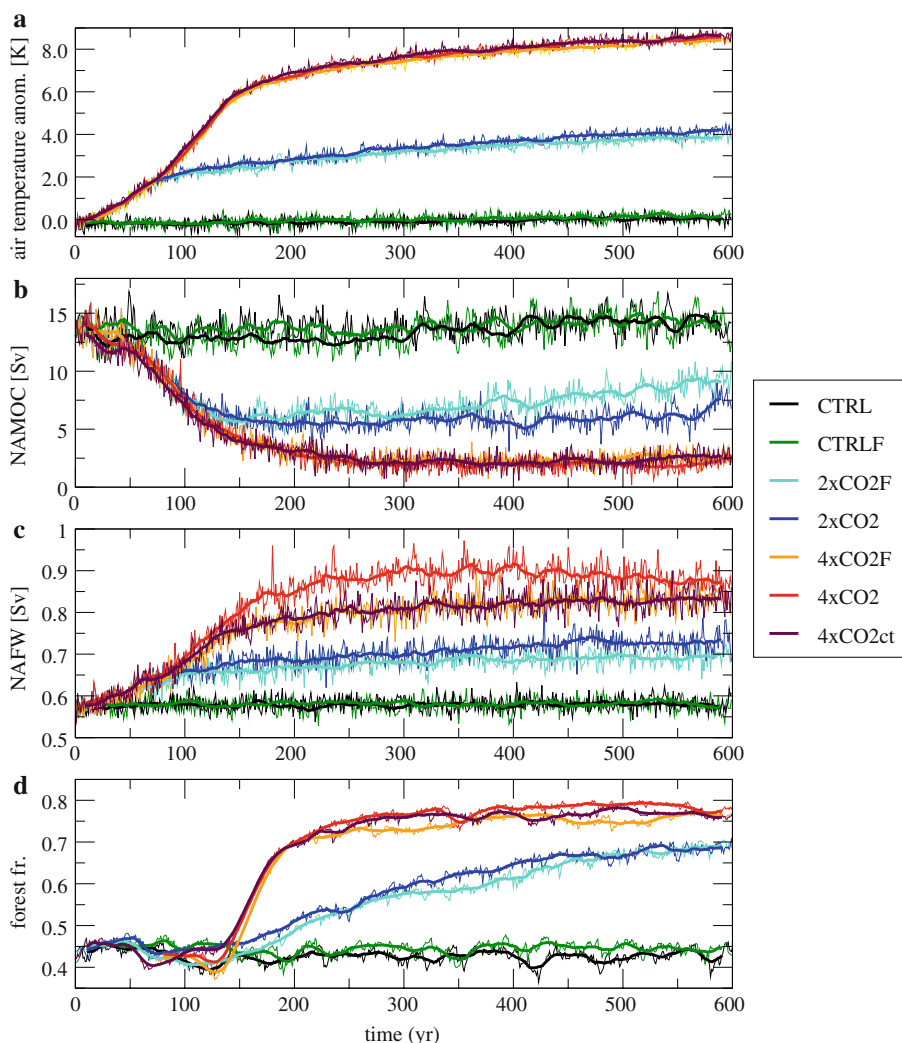 a
air temperature anom. [K]
8.0
6.0
4.0
2.0
0.0
0 100 200 300 400 500 600
b
NAMOC [Sv]
15
10
5
0
0 100 200 300 400 500 600
c
NAFW [Sv]
1
0.9
0.8
0.7
0.6
0.5
0 100 200 300 400 500 600
d
forest fr.
0.8
0.7
0.6
0.5
0.4
0 100 200 300 400 500 600
time (yr)
CTRL
CTRLF
2xCO2F
2xCO2
4xCO2F
4xCO2
4xCO2ct